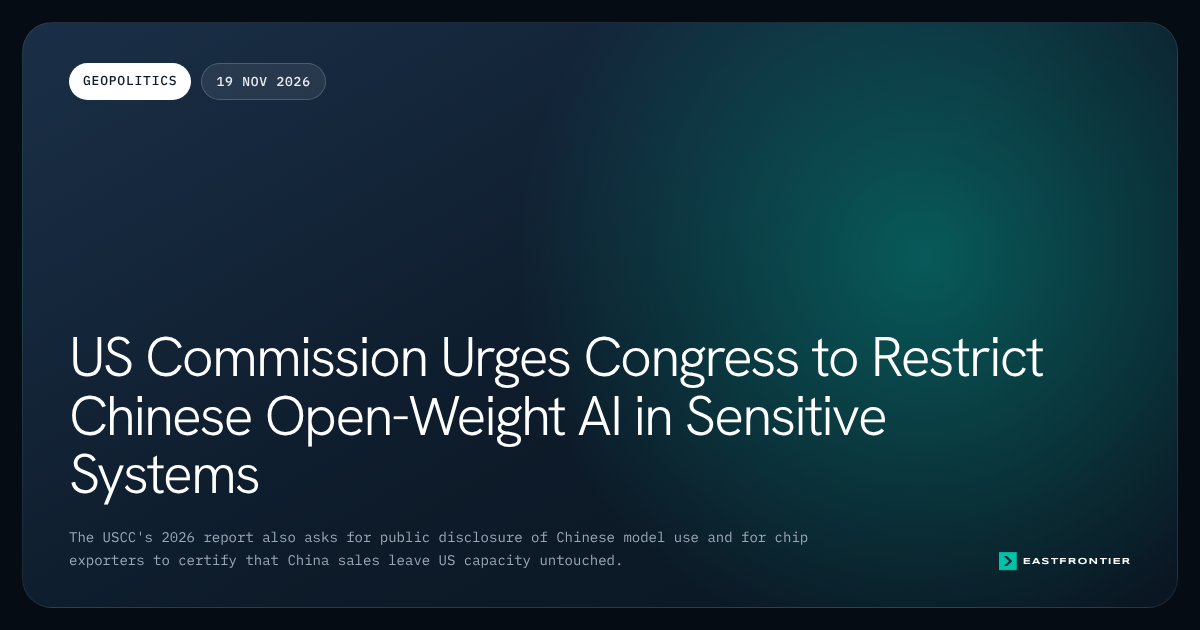 GEOPOLITICS
19 NOV 2026
US Commission Urges Congress to Restrict
Chinese Open-Weight AI in Sensitive
Systems
The USCC's 2026 report also asks for public disclosure of Chinese model use and for chip
exporters to certify that China sales leave US capacity untouched.
EASTFRONTIER